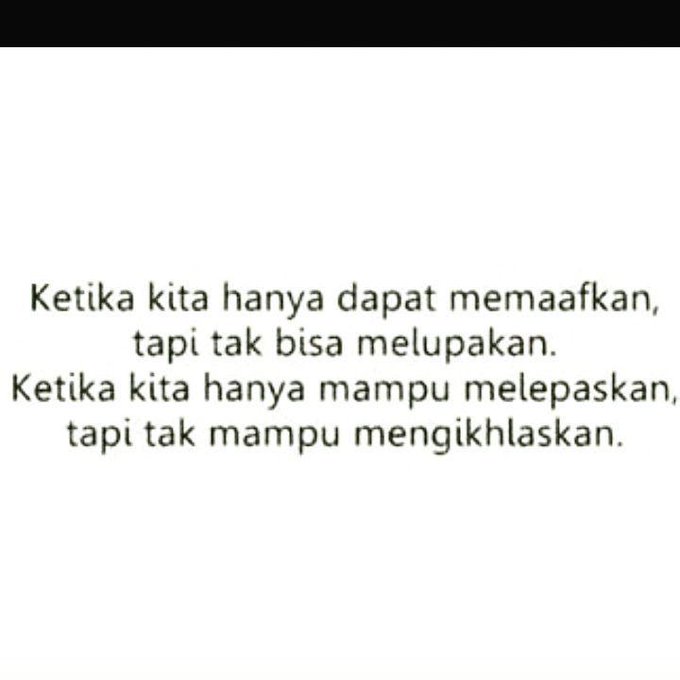 Ketika kita hanya dapat memaafkan,
tapi tak bisa melupakan.
Ketika kita hanya mampu melepaskan,
tapi tak mampu mengikhlaskan.